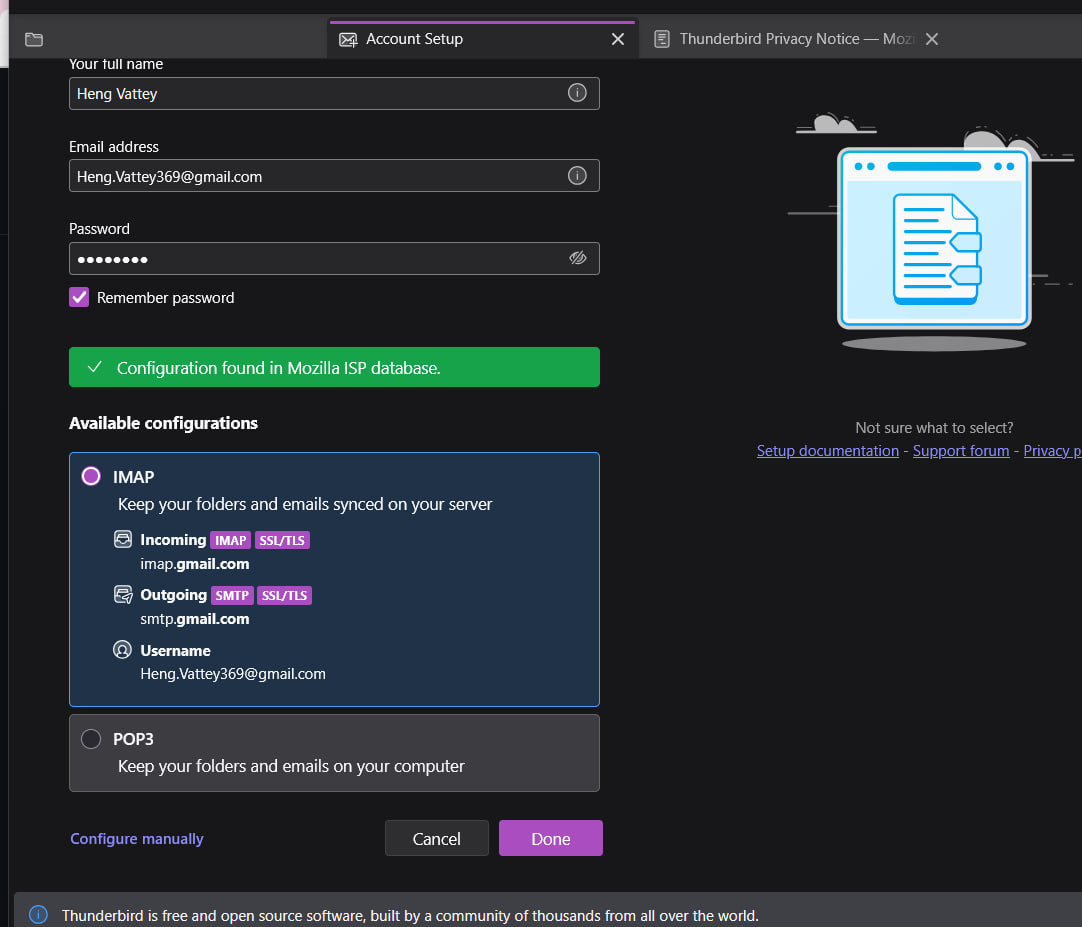 Account Setup
Thunderbird Privacy Notice — Moz
Your full name
Heng Vattey
Email address
Heng.Vattey369@gmail.com
Password
••••••••
Remember password
Configuration found in Mozilla ISP database.
Available configurations
IMAP
Keep your folders and emails synced on your server
Incoming IMAP SSL/TLS
imap.gmail.com
Outgoing SMTP SSL/TLS
smtp.gmail.com
Username
Heng.Vattey369@gmail.com
POP3
Keep your folders and emails on your computer
Configure manually
Cancel
Done
Not sure what to select?
Setup documentation - Support forum - Privacy p
Thunderbird is free and open source software, built by a community of thousands from all over the world.